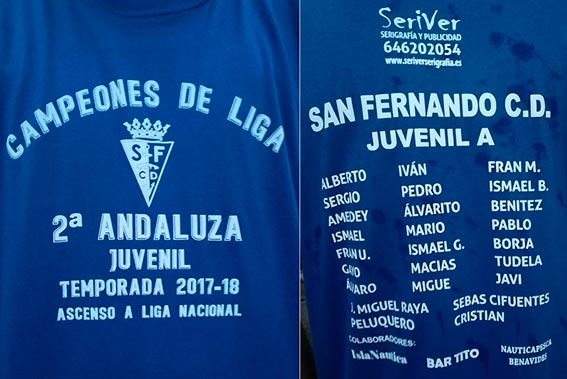 CAMPEONES DE LIGA
S F
C D
2ª ANDALUZA
JUVENIL
TEMPORADA 2017-18
ASCENSO A LIGA NACIONAL
SeriVer
SERIGRAFÍA Y PUBLICIDAD
646202054
www.seriverserigrafia.es
SAN FERNANDO C.D.
JUVENIL A
ALBERTO IVÁN FRAN M.
SERGIO PEDRO ISMAEL B.
AMEDEY ÁLVARITO BENITEZ
ISMAEL MARIO PABLO
FRAN U. ISMAEL G. BORJA
GAYO MACIAS TUDELA
ÁLVARO MIGUE JAVI
J. MIGUEL RAYA SEBAS CIFUENTES
PELUQUERO CRISTIAN
COLABORADORES:
IslaNautica BAR TITO NAUTICAPESCA
BENAVIDES